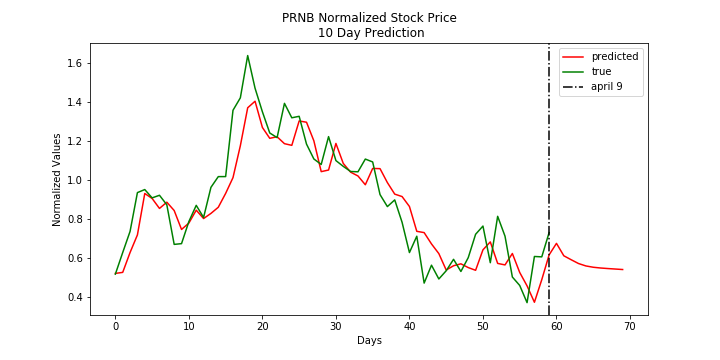 PRNB Normalized Stock Price
10 Day Prediction
predicted
true
april 9
Normalized Values
1.6
1.4
1.2
1.0
0.8
0.6
0.4
0
10
20
30
40
50
60
70
Days